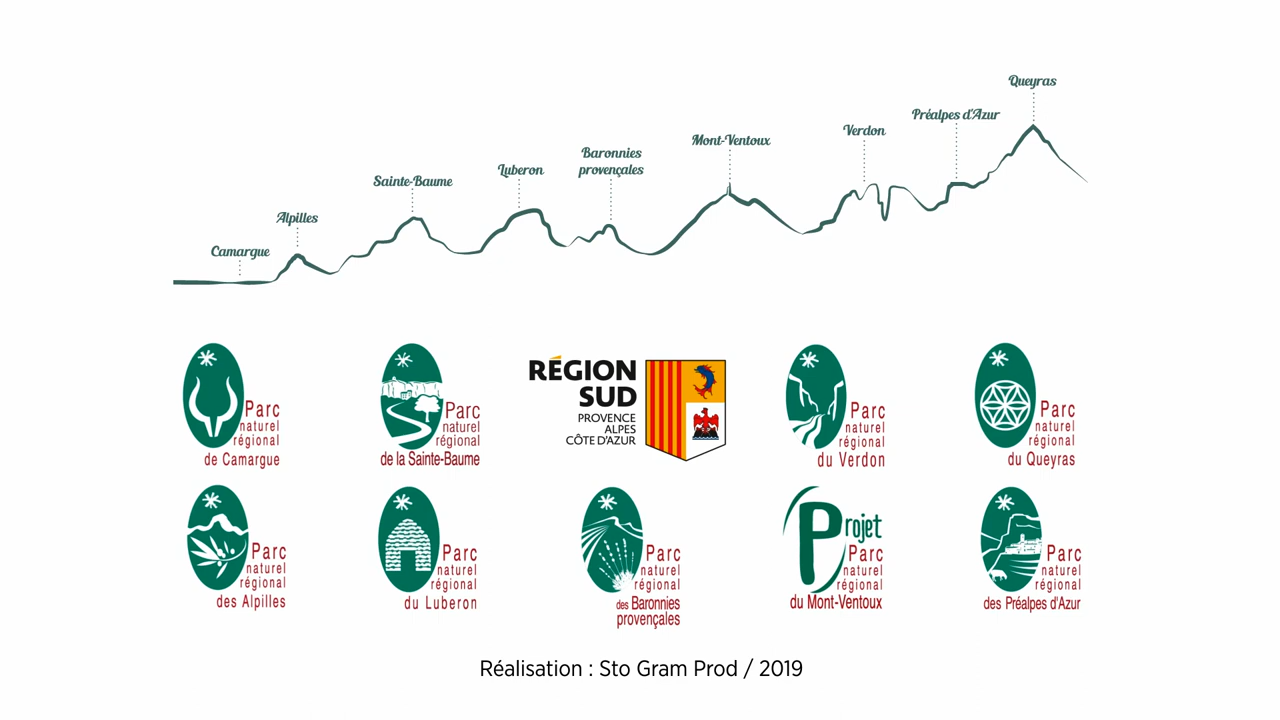 Queyras
Préalpes d'Azur
Verdon
Mont-Ventoux
Baronnies
provençales
Luberon
Sainte-Baume
Alpilles
Camargue
Parc
naturel
régional
de Camargue
Parc
naturel
régional
de la Sainte-Baume
RÉGION
SUD
PROVENCE
ALPES
CÔTE D'AZUR
Parc
naturel
régional
du Verdon
Parc
naturel
régional
du Queyras
Parc
naturel
régional
des Alpilles
Parc
naturel
régional
du Luberon
Parc
naturel
régional
des Baronnies
provençales
Projet
Parc
naturel
régional
du Mont-Ventoux
Parc
naturel
régional
des Préalpes d'Azur
Réalisation : Sto Gram Prod / 2019